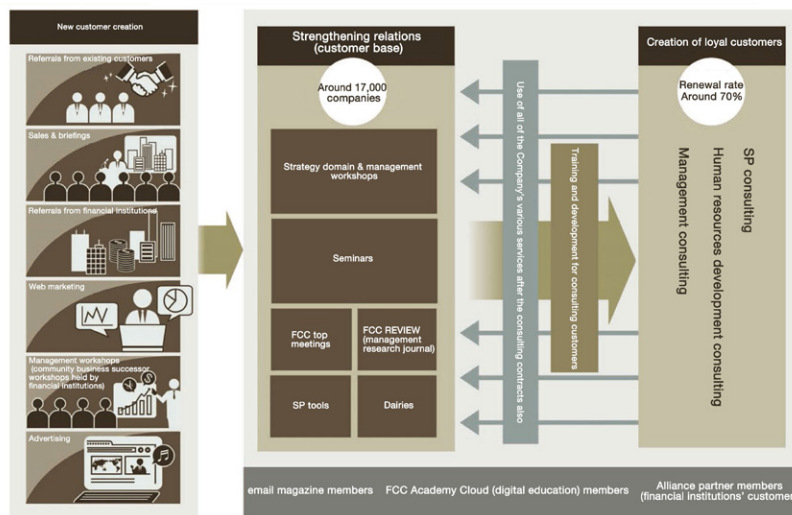 New customer creation
Referrals from existing customers
Sales & briefings
Referrals from financial institutions
Web marketing
Management workshops
(community business successor
workshops held by
financial institutions)
Advertising
Strengthening relations
(customer base)
Around 17,000
companies
Strategy domain & management
workshops
Seminars
FCC top
meetings
FCC REVIEW
(management
research journal)
SP tools
Dairies
Use of all of the Company's various services after the consulting contracts also
Training and development for consulting customers
Creation of loyal customers
Renewal rate
Around 70%
SP consulting
Human resources development consulting
Management consulting
email magazine members
FCC Academy Cloud (digital education) members
Alliance partner members
(financial institutions' customer